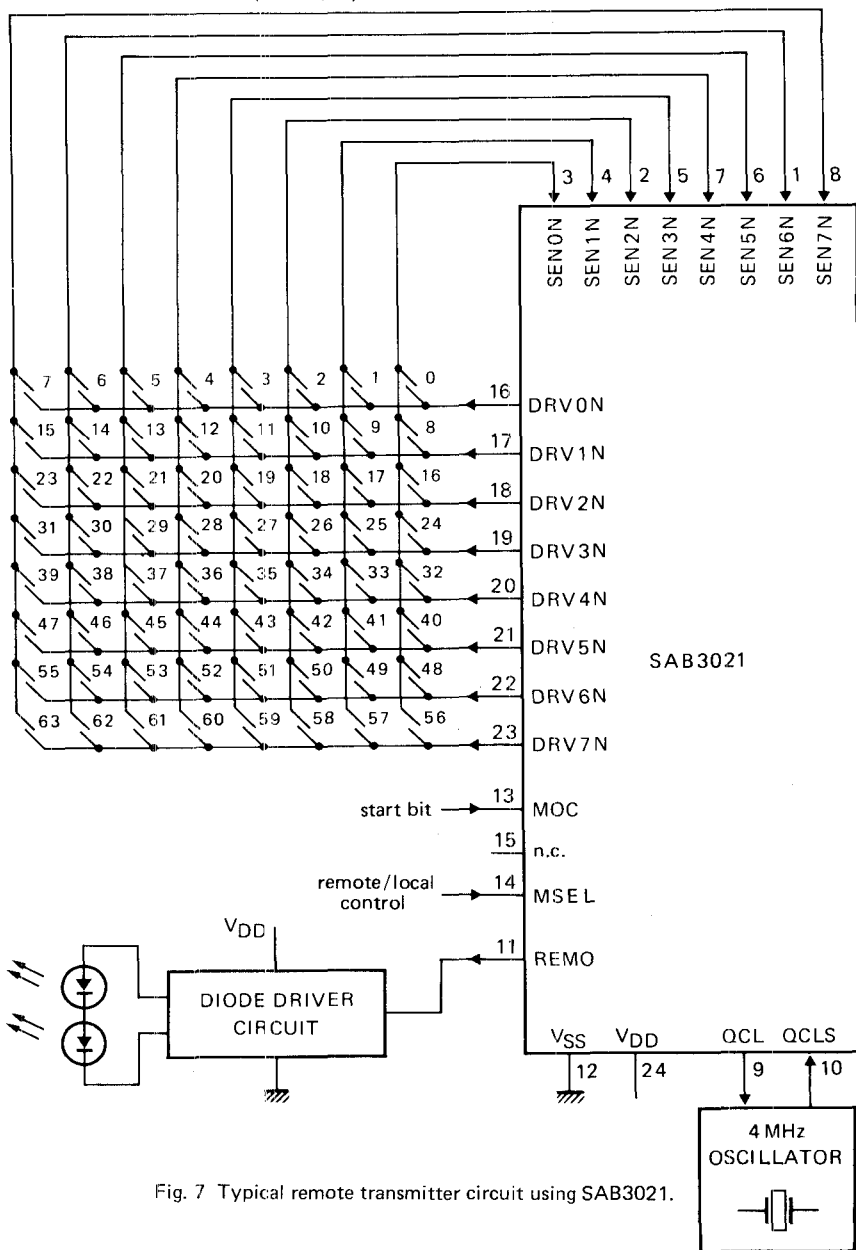 3 4 2 5 7 6 1 8
SEN0N SEN1N SEN2N SEN3N SEN4N SEN5N SEN6N SEN7N
7 6 5 4 3 2 1 0
16 DRV0N
15 14 13 12 11 10 9 8
17 DRV1N
23 22 21 20 19 18 17 16
18 DRV2N
31 30 29 28 27 26 25 24
19 DRV3N
39 38 37 36 35 34 33 32
20 DRV4N
47 46 45 44 43 42 41 40
21 DRV5N
55 54 53 52 51 50 49 48
22 DRV6N
63 62 61 60 59 58 57 56
23 DRV7N
SAB3021
start bit 13 MOC
15 n.c.
remote/local
control
14 MSEL
11 REMO
VDD
DIODE DRIVER
CIRCUIT
VSS VDD QCL QCLS
12 24 9 10
4 MHz
OSCILLATOR
Fig. 7 Typical remote transmitter circuit using SAB3021.